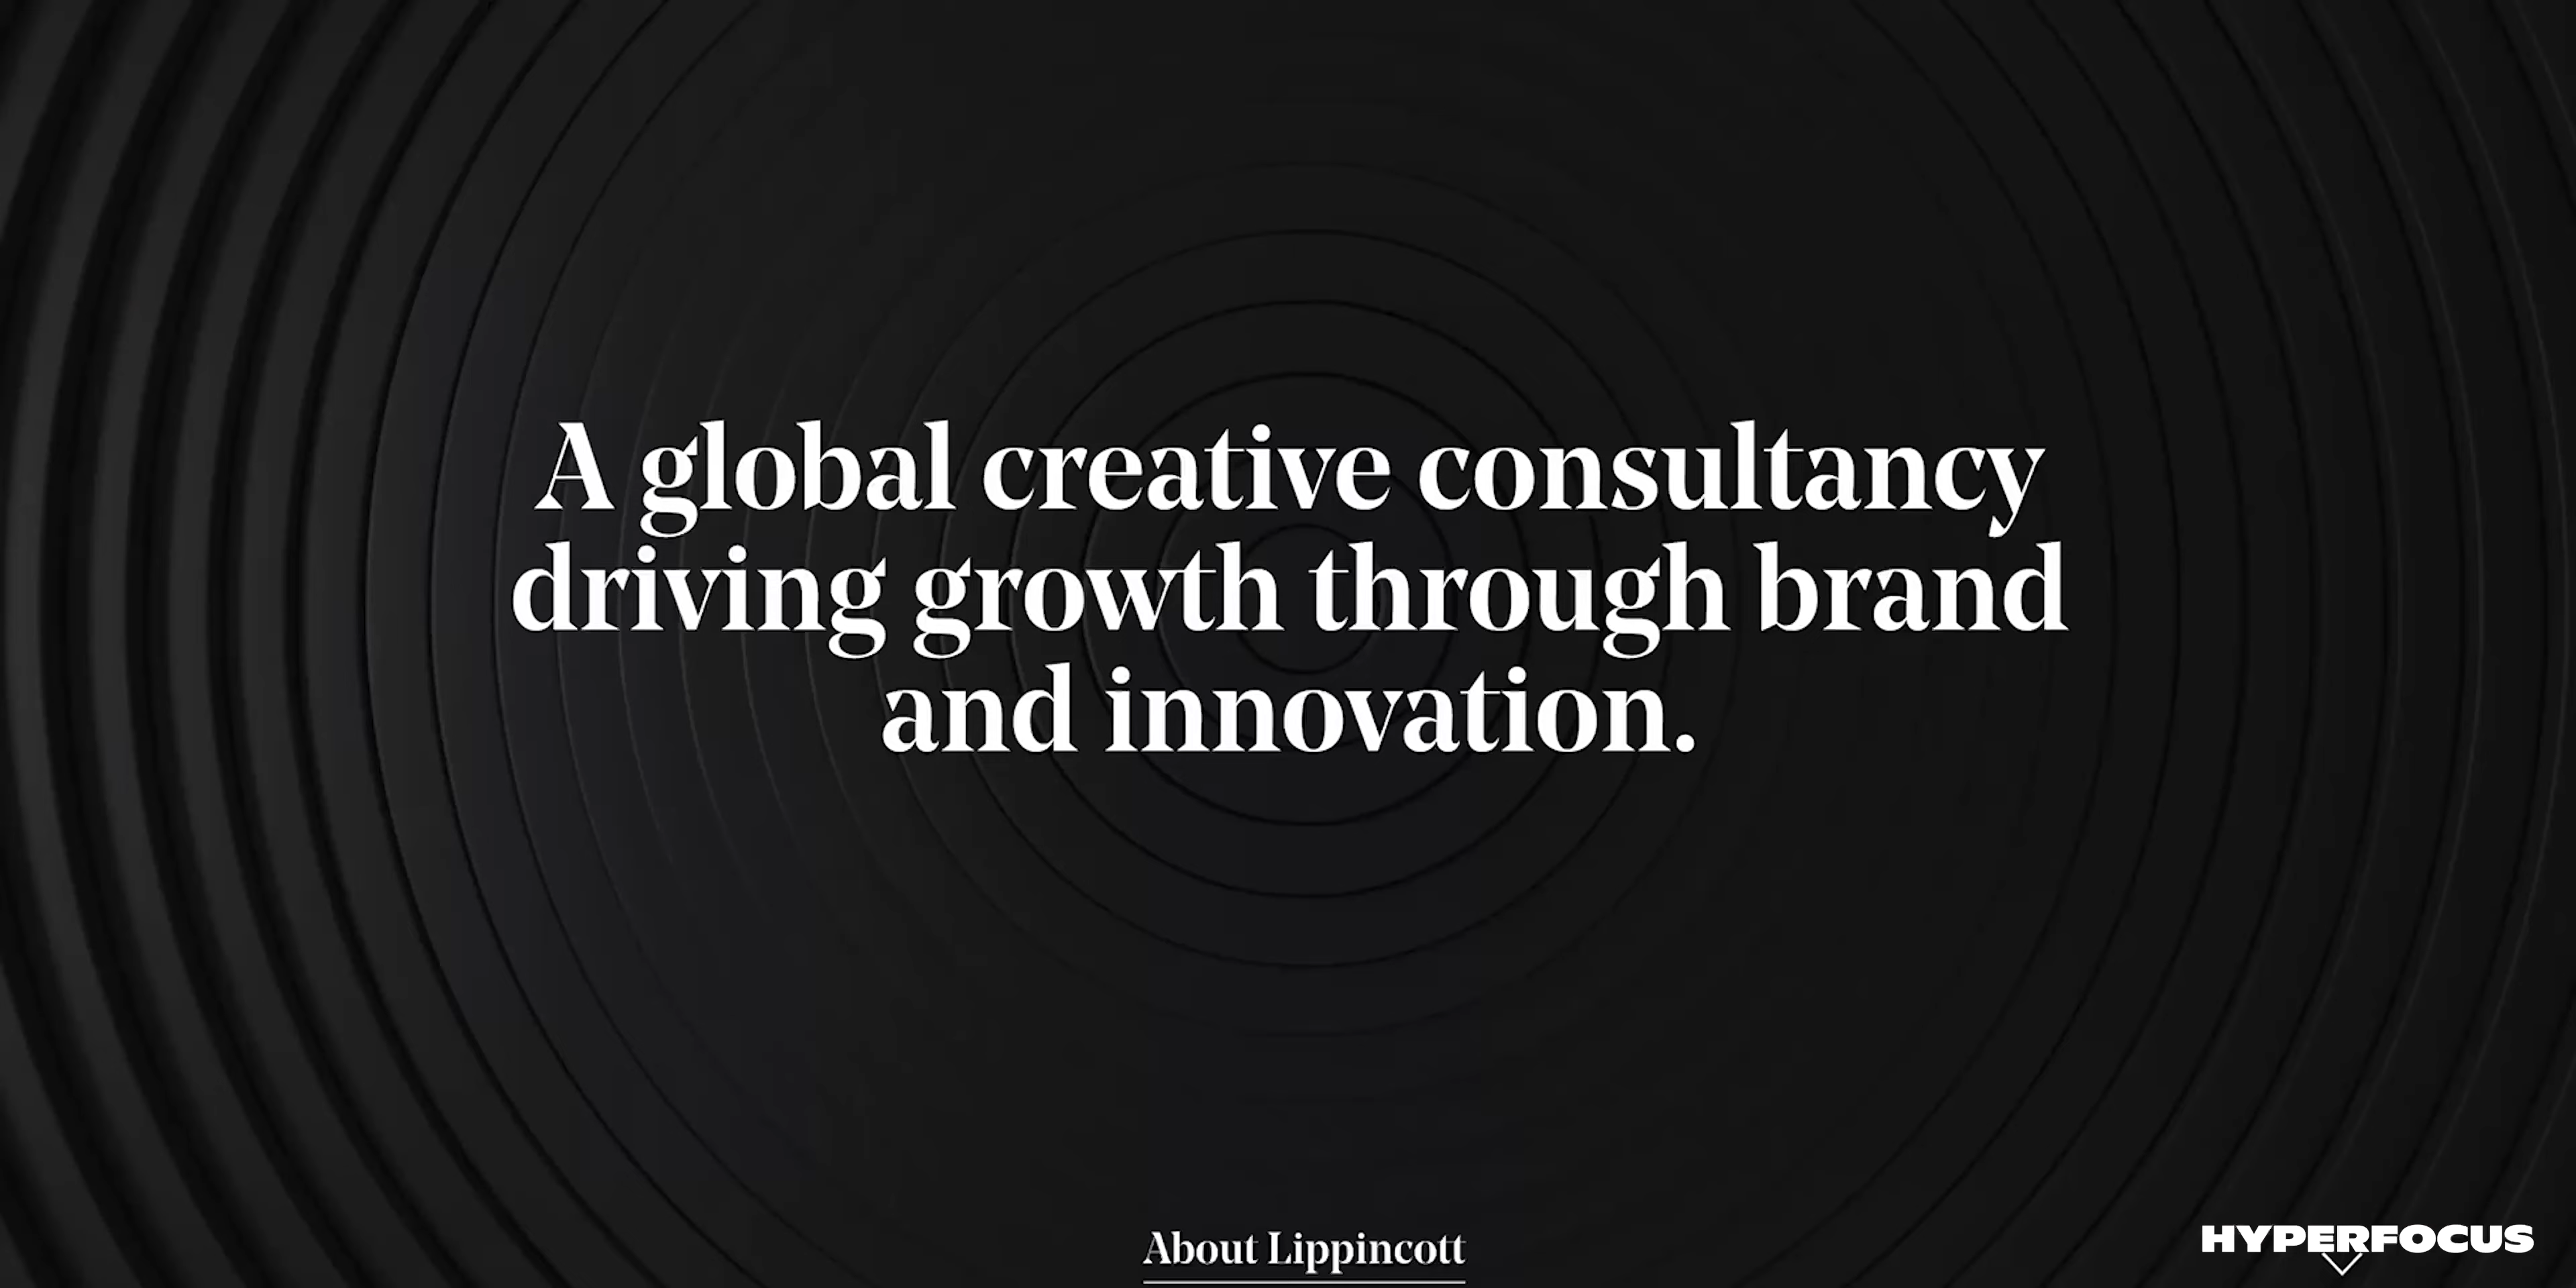 A global creative consultancy
driving growth through brand
and innovation.
About Lippincott
HYPERFOCUS